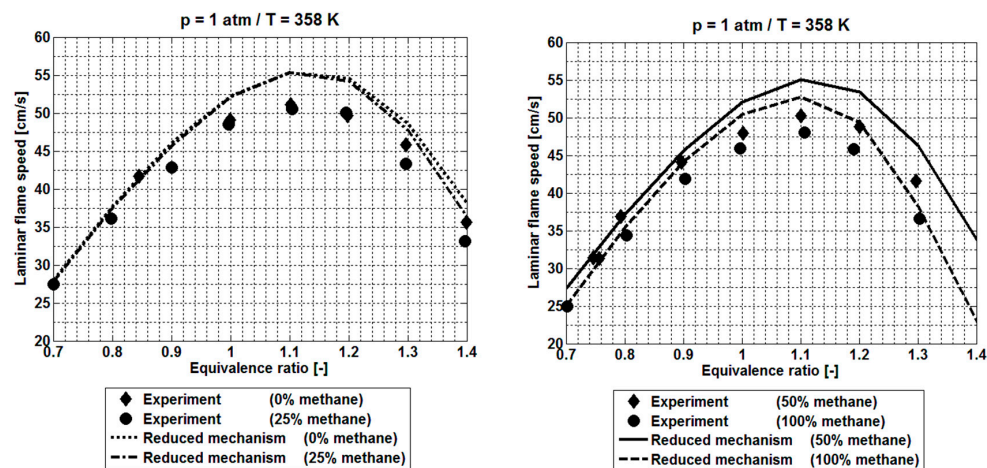 p = 1 atm / T = 358 K
Laminar flame speed [cm/s]
60
55
50
45
40
35
30
25
20
0.7 0.8 0.9 1 1.1 1.2 1.3 1.4
Equivalence ratio [-]
Experiment (0% methane)
Experiment (25% methane)
Reduced mechanism (0% methane)
Reduced mechanism (25% methane)
p = 1 atm / T = 358 K
Laminar flame speed [cm/s]
60
55
50
45
40
35
30
25
20
0.7 0.8 0.9 1 1.1 1.2 1.3 1.4
Equivalence ratio [-]
Experiment (50% methane)
Experiment (100% methane)
Reduced mechanism (50% methane)
Reduced mechanism (100% methane)